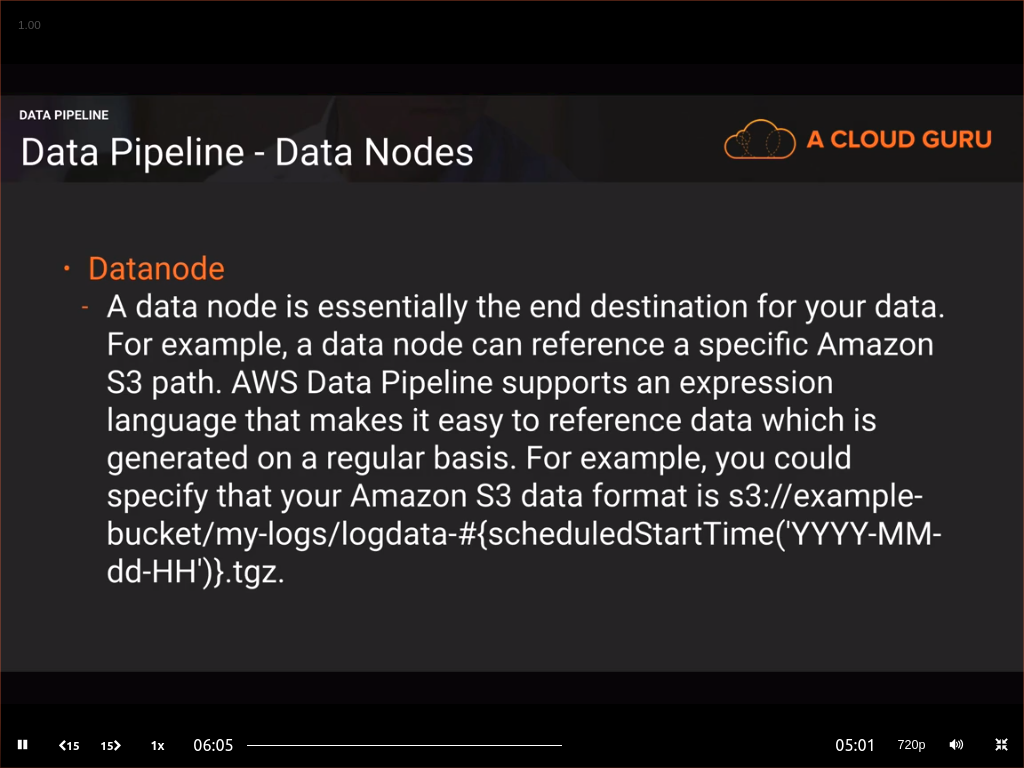 1.00
DATA PIPELINE
Data Pipeline - Data Nodes
A CLOUD GURU
• Datanode
- A data node is essentially the end destination for your data.
For example, a data node can reference a specific Amazon
S3 path. AWS Data Pipeline supports an expression
language that makes it easy to reference data which is
generated on a regular basis. For example, you could
specify that your Amazon S3 data format is s3://example-
bucket/my-logs/logdata-#{scheduledStartTime('YYYY-MM-
dd-HH')}.tgz.
15 15 1x 06:05 05:01 720p